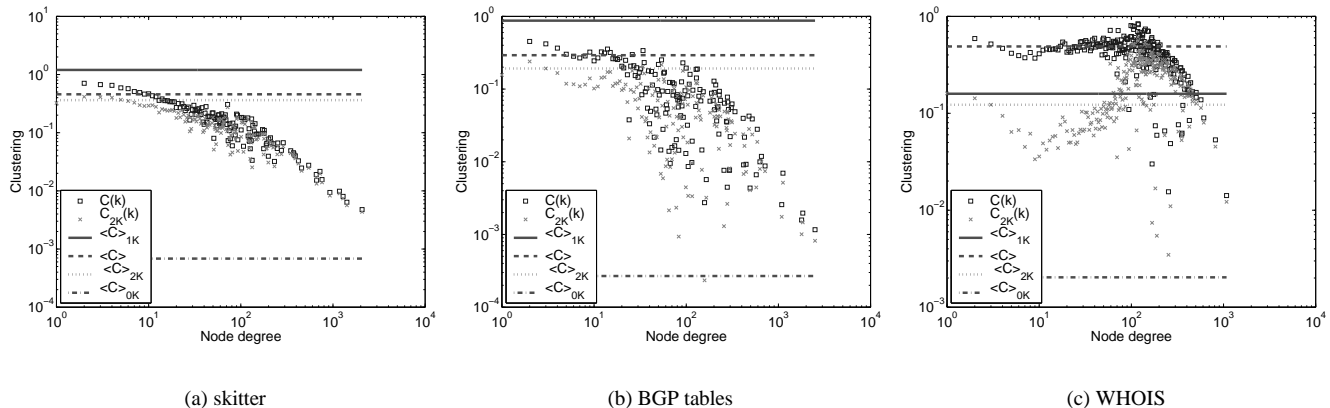 10^1
10^0
10^−1
10^−2
10^−3
10^−4
Clustering
C(k)
C_2K(k)
<C>_1K
<C>
<C>_2K
<C>_0K
10^0 10^1 10^2 10^3 10^4
Node degree
(a) skitter
10^0
10^−1
10^−2
10^−3
10^−4
Clustering
C(k)
C_2K(k)
<C>_1K
<C>
<C>_2K
<C>_0K
10^0 10^1 10^2 10^3 10^4
Node degree
(b) BGP tables
10^0
10^−1
10^−2
10^−3
Clustering
C(k)
C_2K(k)
<C>_1K
<C>
<C>_2K
<C>_0K
10^0 10^1 10^2 10^3 10^4
Node degree
(c) WHOIS